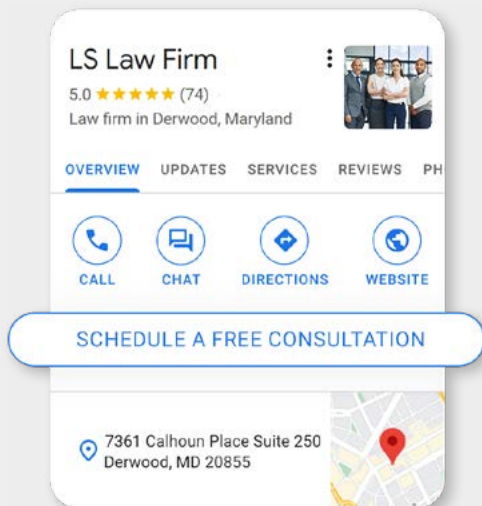 LS Law Firm
5.0 ★★★★★ (74)
Law firm in Derwood, Maryland
OVERVIEW UPDATES SERVICES REVIEWS PH
CALL CHAT DIRECTIONS WEBSITE
SCHEDULE A FREE CONSULTATION
7361 Calhoun Place Suite 250
Derwood, MD 20855